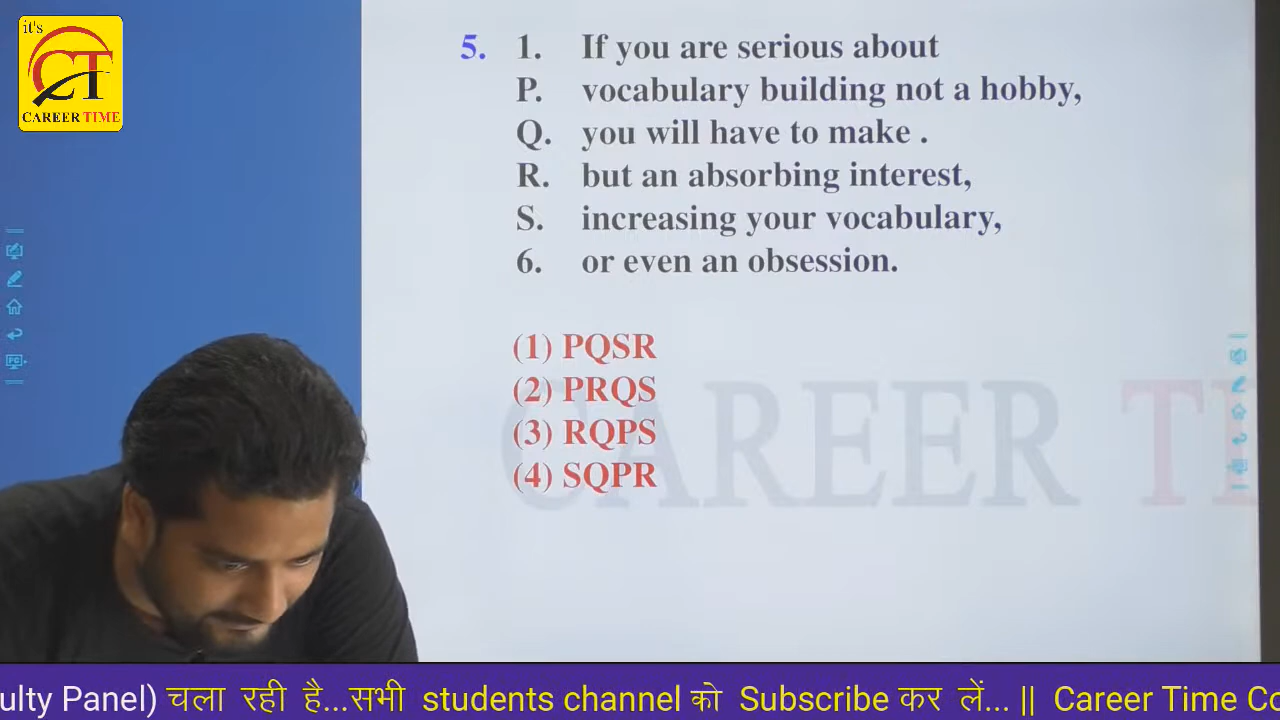 it's
CT
CAREER TIME
5. 1. If you are serious about
P. vocabulary building not a hobby,
Q. you will have to make .
R. but an absorbing interest,
S. increasing your vocabulary,
6. or even an obsession.
(1) PQSR
(2) PRQS
(3) RQPS
(4) SQPR
CAREER
ulty Panel) चला रही है...सभी students channel को Subscribe कर लें... || Career Time Co